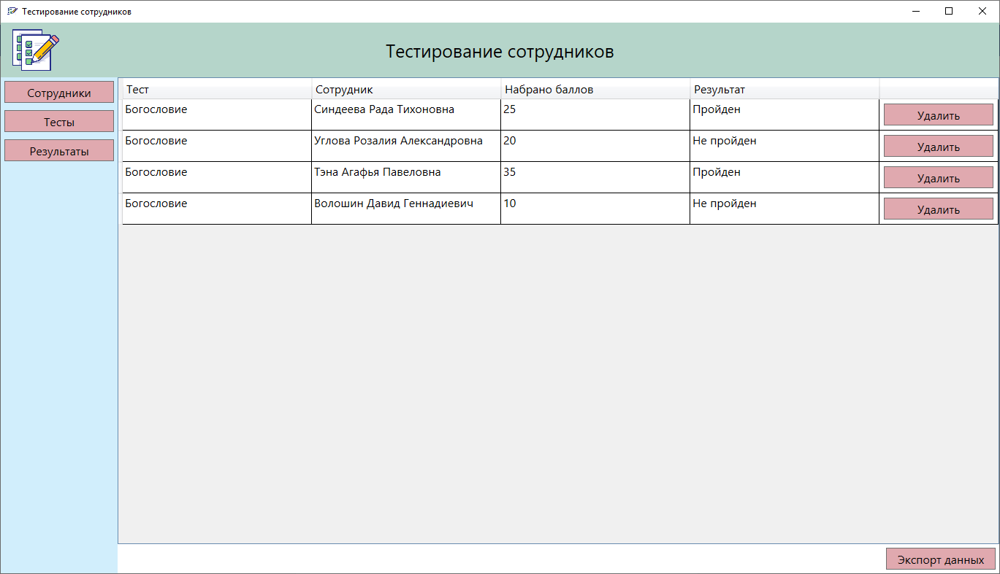 Тестирование сотрудников
Тестирование сотрудников
Сотрудники
Тесты
Результаты
Тест Сотрудник Набрано баллов Результат
Богословие Синдеева Рада Тихоновна 25 Пройден Удалить
Богословие Углова Розалия Александровна 20 Не пройден Удалить
Богословие Тэна Агафья Павеловна 35 Пройден Удалить
Богословие Волошин Давид Геннадиевич 10 Не пройден Удалить
Экспорт данных